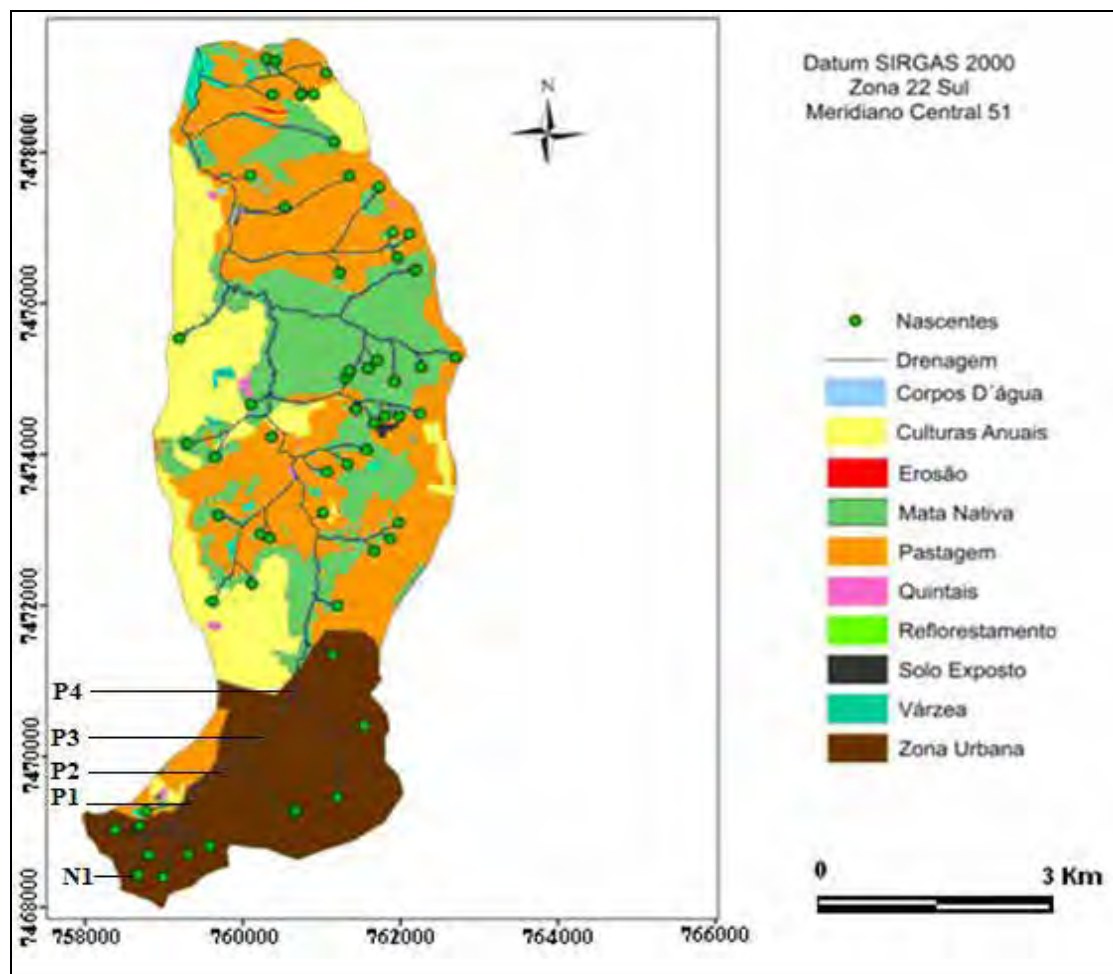 Datum SIRGAS 2000
Zona 22 Sul
Meridiano Central 51
N
7478000
7476000
7474000
7472000
7470000
7468000
P4
P3
P2
P1
N1
758000
760000
762000
764000
766000
Nascentes
Drenagem
Corpos D´água
Culturas Anuais
Erosão
Mata Nativa
Pastagem
Quintais
Reflorestamento
Solo Exposto
Várzea
Zona Urbana
0 3 Km